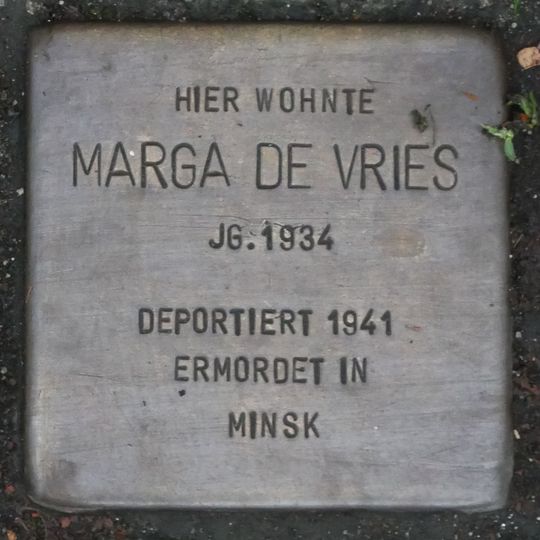 HIER WOHNTE
MARGA DE VRIES
JG. 1934
DEPORTIERT 1941
ERMORDET IN
MINSK